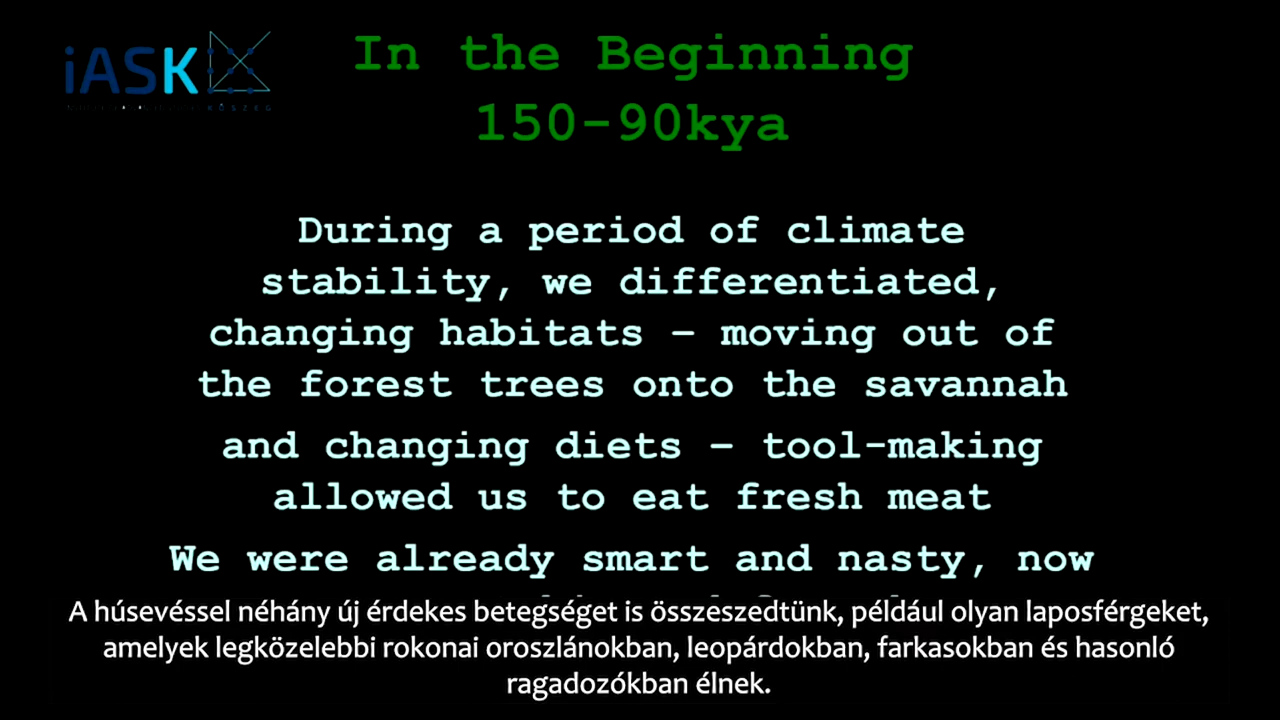 iASK
KŐSZEG
In the Beginning
150-90kya
During a period of climate
stability, we differentiated,
changing habitats – moving out of
the forest trees onto the savannah
and changing diets – tool-making
allowed us to eat fresh meat
We were already smart and nasty, now
A húsevéssel néhány új érdekes betegséget is összeszedtünk, például olyan laposférgeket,
amelyek legközelebbi rokonai oroszlánokban, leopárdokban, farkasokban és hasonló
ragadozókban élnek.